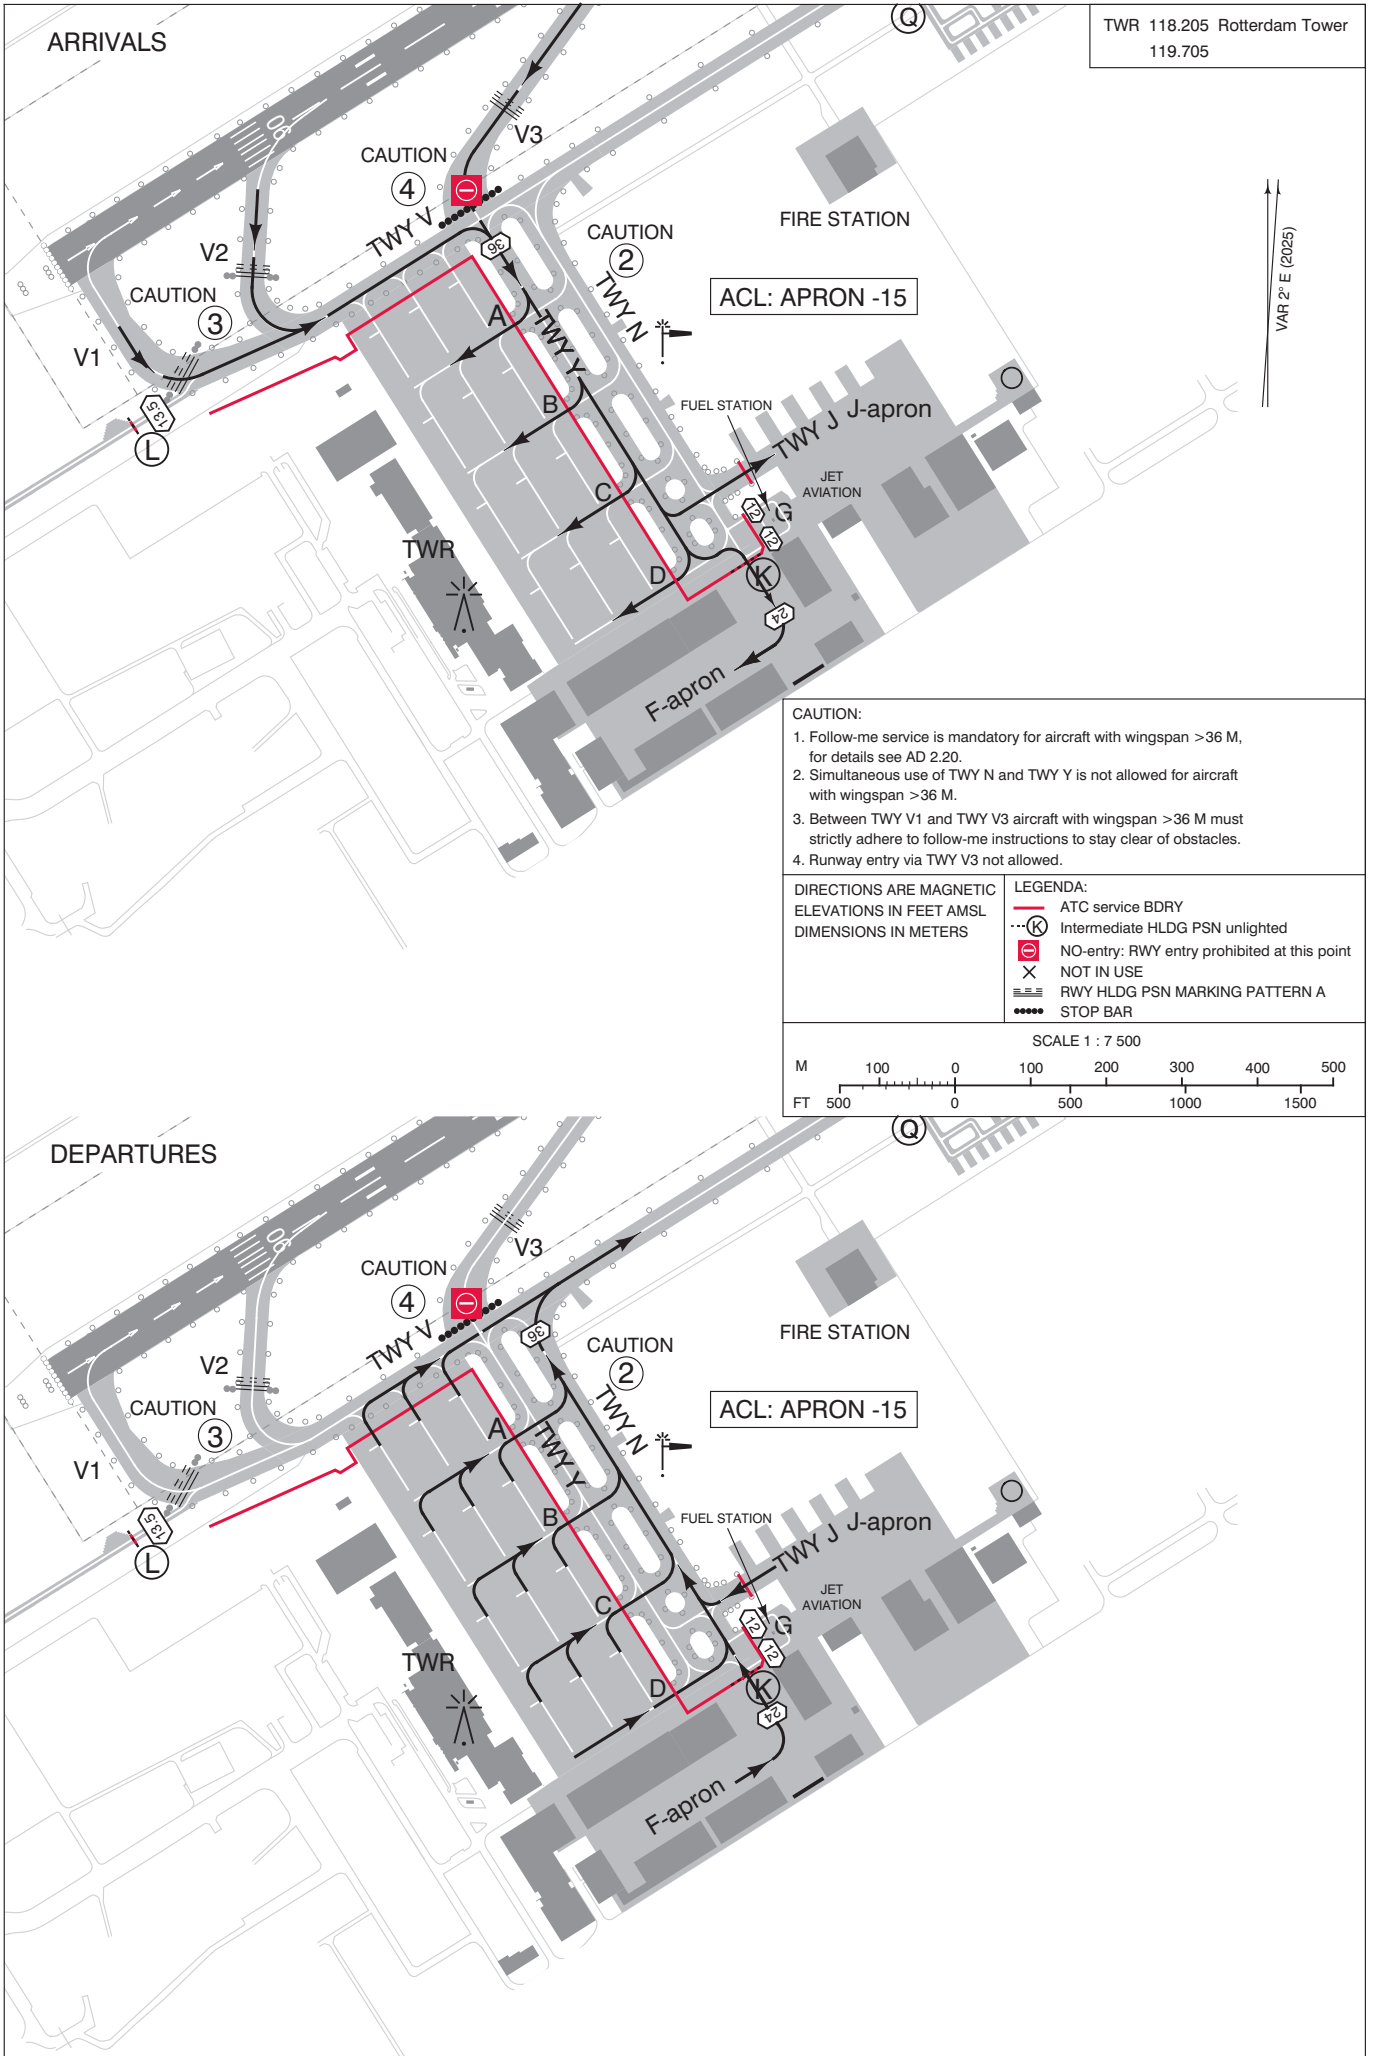 ARRIVALS
Q
TWR 118.205 Rotterdam Tower
119.705
06
V3
CAUTION
4
TWY V
36
CAUTION
2
TWY N
FIRE STATION
VAR 2° E (2025)
V2
CAUTION
3
V1
ACL: APRON -15
A
TWY Y
13.5
L
B
FUEL STATION
TWY J
J-apron
JET
AVIATION
C
12
G
12
TWR
D
K
24
F-apron
CAUTION:
1. Follow-me service is mandatory for aircraft with wingspan >36 M,
for details see AD 2.20.
2. Simultaneous use of TWY N and TWY Y is not allowed for aircraft
with wingspan >36 M.
3. Between TWY V1 and TWY V3 aircraft with wingspan >36 M must
strictly adhere to follow-me instructions to stay clear of obstacles.
4. Runway entry via TWY V3 not allowed.
DIRECTIONS ARE MAGNETIC
ELEVATIONS IN FEET AMSL
DIMENSIONS IN METERS
LEGENDA:
ATC service BDRY
K Intermediate HLDG PSN unlighted
NO-entry: RWY entry prohibited at this point
NOT IN USE
RWY HLDG PSN MARKING PATTERN A
STOP BAR
SCALE 1 : 7 500
M 100 0 100 200 300 400 500
FT 500 0 500 1000 1500
DEPARTURES
Q
06
V3
CAUTION
4
TWY V
36
CAUTION
2
TWY N
FIRE STATION
V2
CAUTION
3
V1
ACL: APRON -15
A
TWY Y
13.5
L
B
FUEL STATION
TWY J
J-apron
JET
AVIATION
C
12
G
12
TWR
D
K
24
F-apron